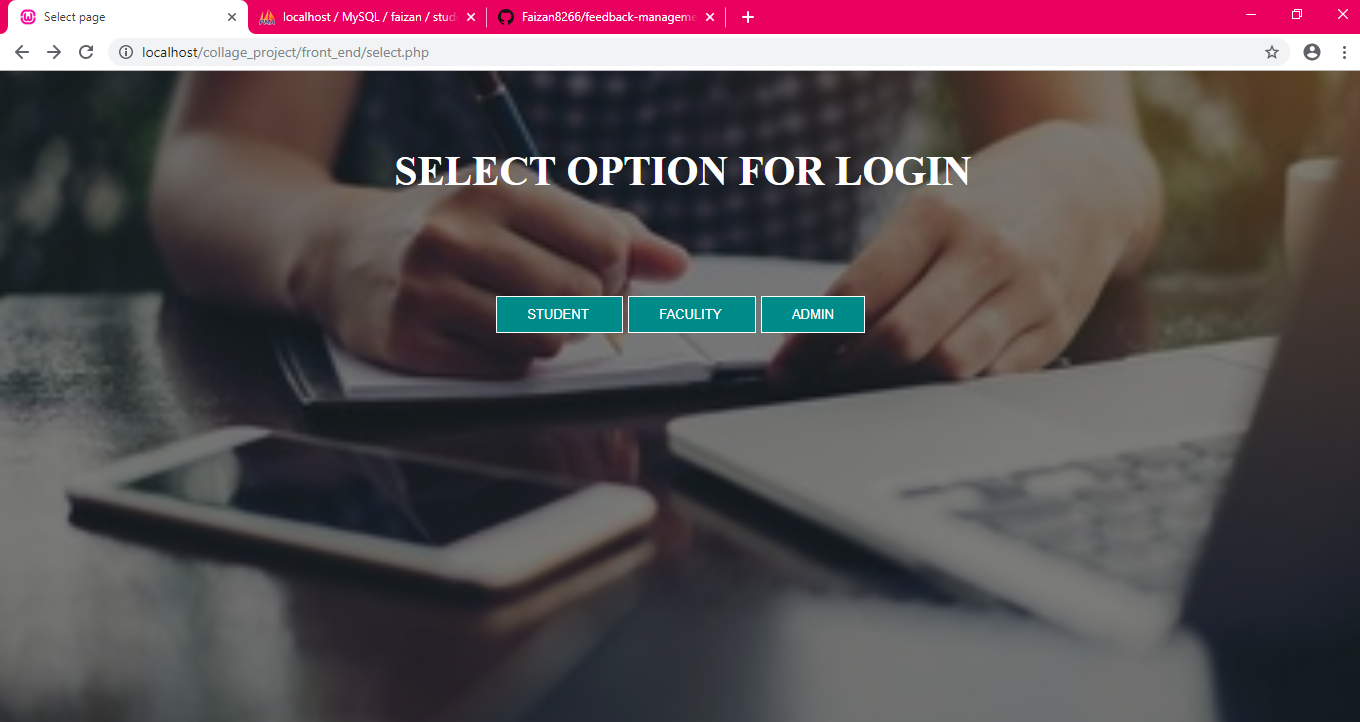 Select page
localhost / MySQL / faizan / stud
Faizan8266/feedback-manageme
localhost/collage_project/front_end/select.php
SELECT OPTION FOR LOGIN
STUDENT
FACULITY
ADMIN